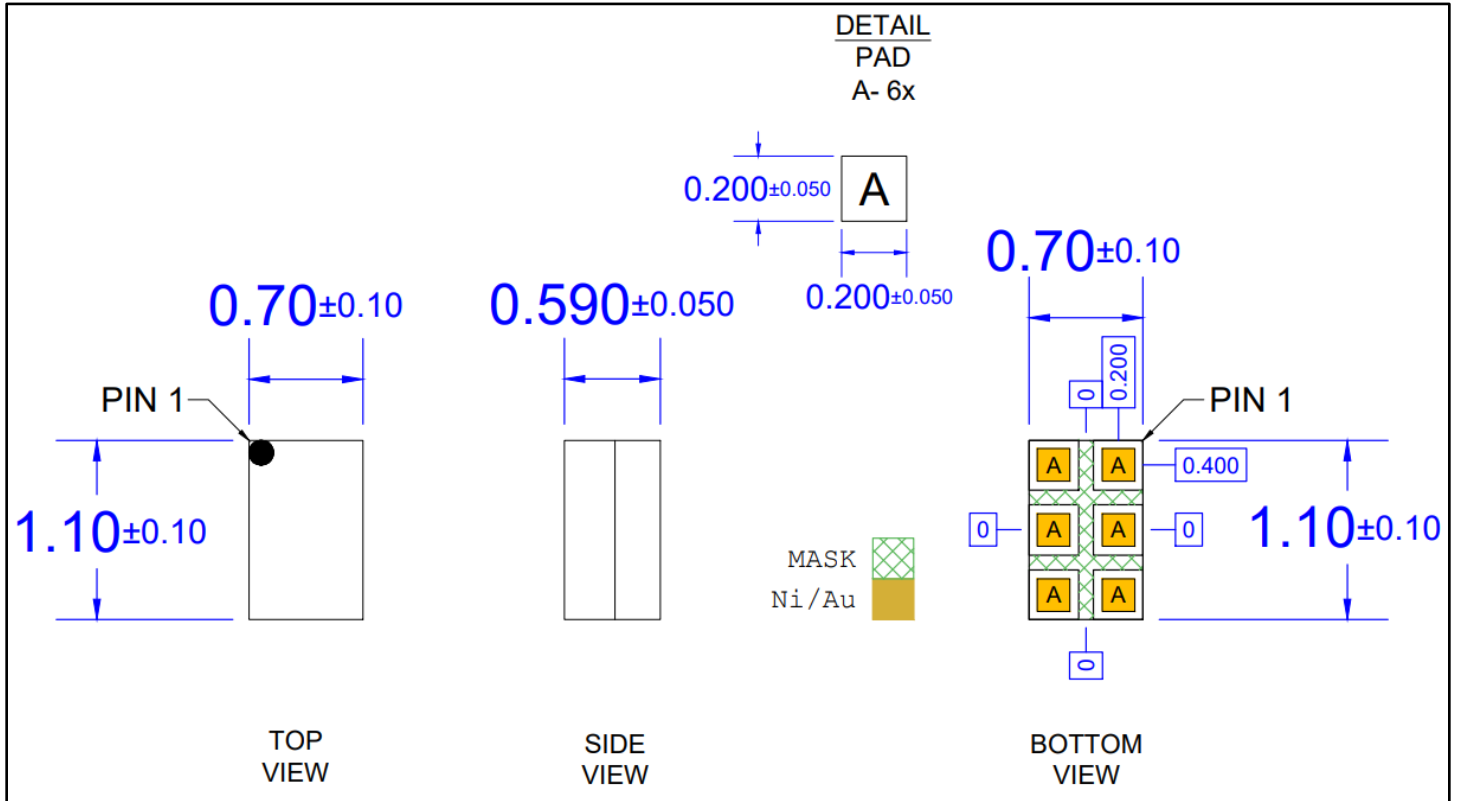 DETAIL
PAD
A- 6x
0.200±0.050
A
0.200±0.050
0.70±0.10
0.590±0.050
0.70±0.10
0
0.200
PIN 1
PIN 1
A
A
0.400
1.10±0.10
0
A
A
0
1.10±0.10
MASK
Ni/Au
A
A
0
TOP
VIEW
SIDE
VIEW
BOTTOM
VIEW